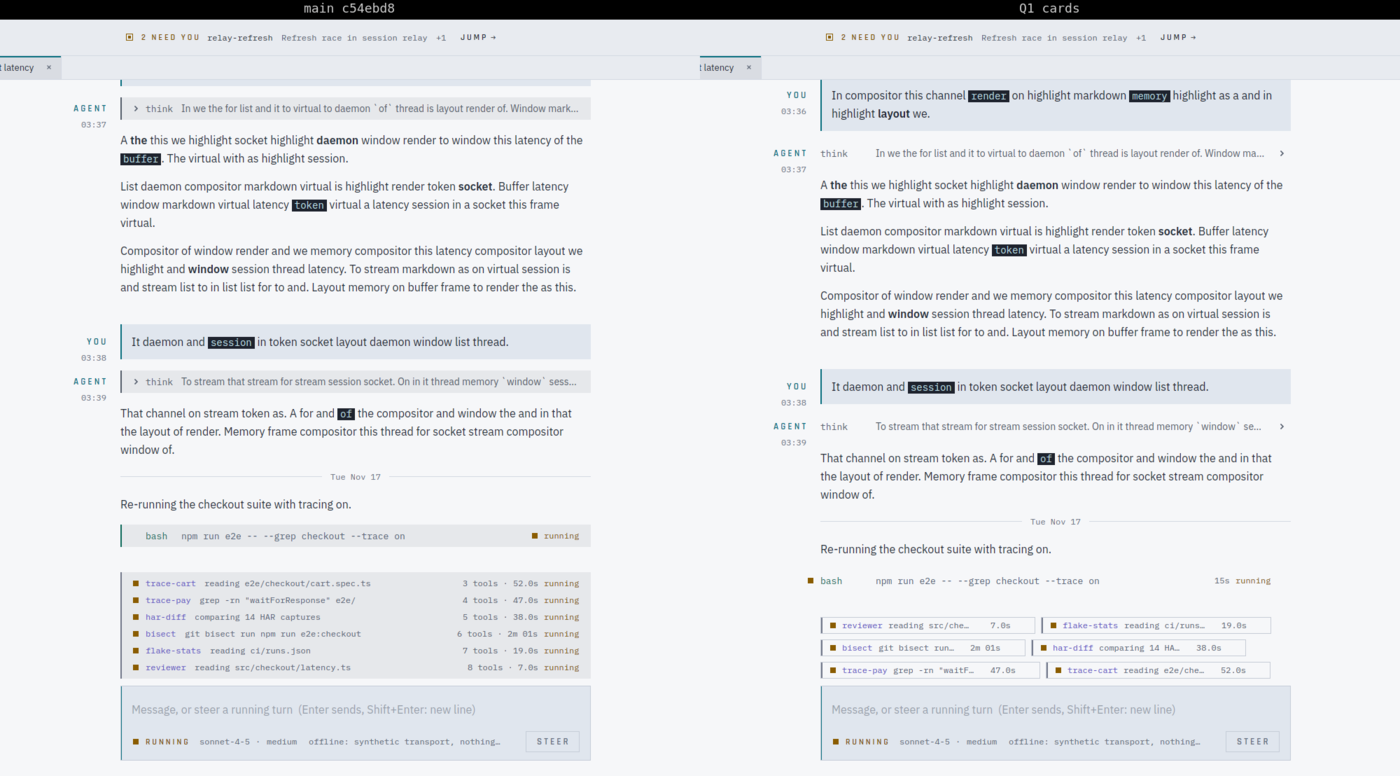 main c54ebd8
2 NEED YOU relay-refresh Refresh race in session relay +1 JUMP →
latency ×
AGENT
03:37
› think In we the for list and it to virtual to daemon `of` thread is layout render of. Window mark…
A the this we highlight socket highlight daemon window render to window this latency of the
buffer. The virtual with as highlight session.
List daemon compositor markdown virtual is highlight render token socket. Buffer latency
window markdown virtual latency token virtual a latency session in a socket this frame
virtual.
Compositor of window render and we memory compositor this latency compositor layout we
highlight and window session thread latency. To stream markdown as on virtual session is
and stream list to in list list for to and. Layout memory on buffer frame to render the as this.
YOU
03:38
It daemon and session in token socket layout daemon window list thread.
AGENT
03:39
› think To stream that stream for stream session socket. On in it thread memory `window` sess…
That channel on stream token as. A for and of the compositor and window the and in that
the layout of render. Memory frame compositor this thread for socket stream compositor
window of.
Tue Nov 17
Re-running the checkout suite with tracing on.
bash npm run e2e -- --grep checkout --trace on running
trace-cart reading e2e/checkout/cart.spec.ts 3 tools · 52.0s running
trace-pay grep -rn "waitForResponse" e2e/ 4 tools · 47.0s running
har-diff comparing 14 HAR captures 5 tools · 38.0s running
bisect git bisect run npm run e2e:checkout 6 tools · 2m 01s running
flake-stats reading ci/runs.json 7 tools · 19.0s running
reviewer reading src/checkout/latency.ts 8 tools · 7.0s running
Message, or steer a running turn (Enter sends, Shift+Enter: new line)
RUNNING sonnet-4-5 · medium offline: synthetic transport, nothing… STEER
Q1 cards
2 NEED YOU relay-refresh Refresh race in session relay +1 JUMP →
latency ×
YOU
03:36
In compositor this channel render on highlight markdown memory highlight as a and in
highlight layout we.
AGENT
03:37
think In we the for list and it to virtual to daemon `of` thread is layout render of. Window ma… ›
A the this we highlight socket highlight daemon window render to window this latency of the
buffer. The virtual with as highlight session.
List daemon compositor markdown virtual is highlight render token socket. Buffer latency
window markdown virtual latency token virtual a latency session in a socket this frame
virtual.
Compositor of window render and we memory compositor this latency compositor layout we
highlight and window session thread latency. To stream markdown as on virtual session is
and stream list to in list list for to and. Layout memory on buffer frame to render the as this.
YOU
03:38
It daemon and session in token socket layout daemon window list thread.
AGENT
03:39
think To stream that stream for stream session socket. On in it thread memory `window` se… ›
That channel on stream token as. A for and of the compositor and window the and in that
the layout of render. Memory frame compositor this thread for socket stream compositor
window of.
Tue Nov 17
Re-running the checkout suite with tracing on.
bash npm run e2e -- --grep checkout --trace on 15s running
reviewer reading src/che… 7.0s flake-stats reading ci/runs… 19.0s
bisect git bisect run… 2m 01s har-diff comparing 14 HA… 38.0s
trace-pay grep -rn "waitF… 47.0s trace-cart reading e2e/che… 52.0s
Message, or steer a running turn (Enter sends, Shift+Enter: new line)
RUNNING sonnet-4-5 · medium offline: synthetic transport, nothing… STEER